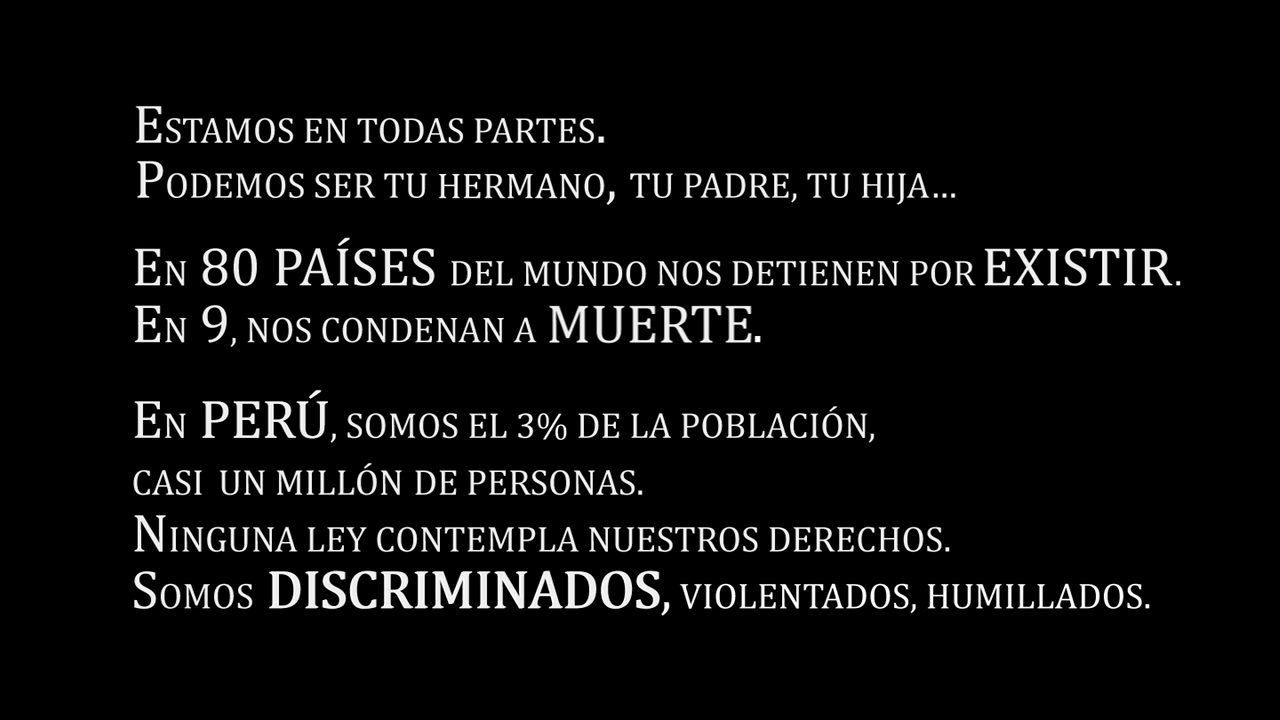 Estamos en todas partes.
Podemos ser tu hermano, tu padre, tu hija...
En 80 PAÍSES del mundo nos detienen por EXISTIR.
En 9, nos condenan a MUERTE.
En PERÚ, somos el 3% de la población,
casi un millón de personas.
Ninguna ley contempla nuestros derechos.
Somos DISCRIMINADOS, violentados, humillados.